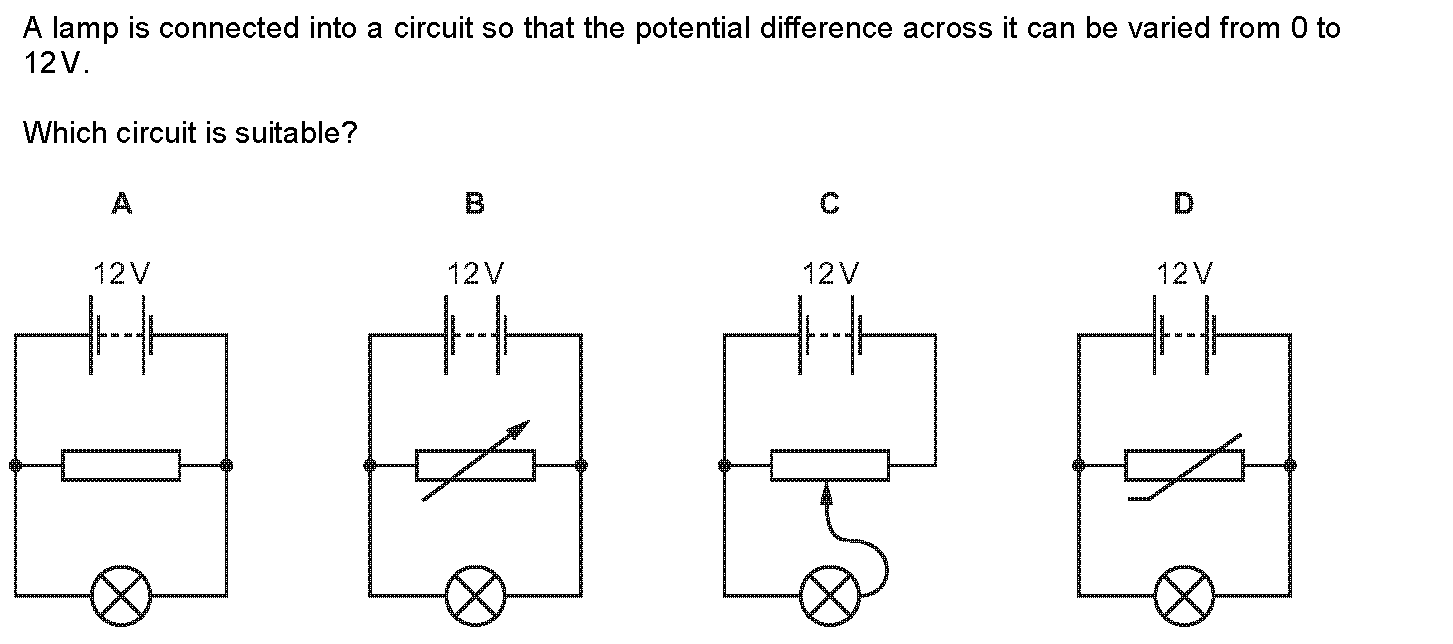 A lamp is connected into a circuit so that the potential difference across it can be varied from 0 to
12 V.
Which circuit is suitable?
A B C D
12 V 12 V 12 V 12 V